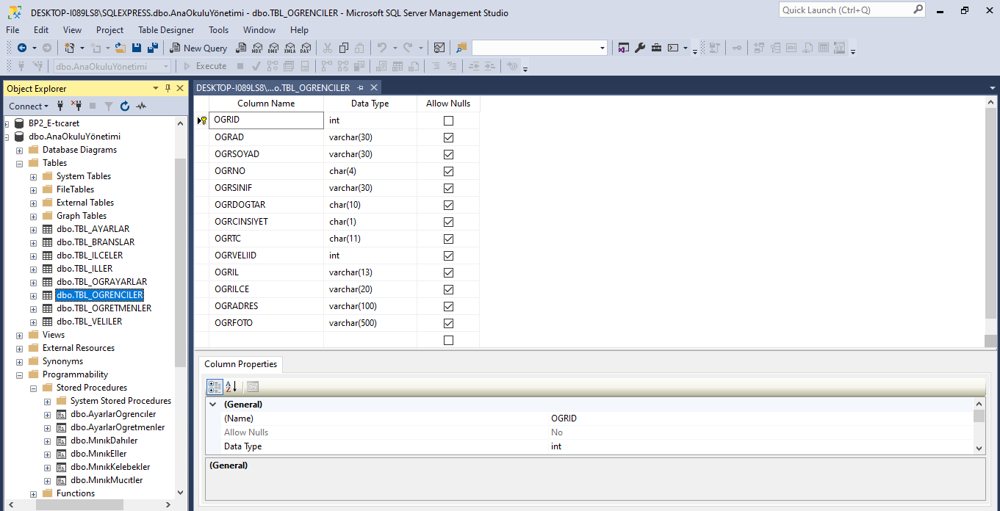 DESKTOP-I089LS8\SQLEXPRESS.dbo.AnaOkuluYönetimi - dbo.TBL_OGRENCILER - Microsoft SQL Server Management Studio
Quick Launch (Ctrl+Q)
File Edit View Project Table Designer Tools Window Help
New Query MDX DMX XMLA DAX
dbo.AnaOkuluYönetimi Execute
Object Explorer
Connect
BP2_E-tıcaret
dbo.AnaOkuluYönetimi
Database Diagrams
Tables
System Tables
FileTables
External Tables
Graph Tables
dbo.TBL_AYARLAR
dbo.TBL_BRANSLAR
dbo.TBL_ILCELER
dbo.TBL_ILLER
dbo.TBL_OGRAYARLAR
dbo.TBL_OGRENCILER
dbo.TBL_OGRETMENLER
dbo.TBL_VELILER
Views
External Resources
Synonyms
Programmability
Stored Procedures
System Stored Procedures
dbo.AyarlarOgrencıler
dbo.AyarlarOgretmenler
dbo.MınıkDahıler
dbo.MınıkEller
dbo.MınıkKelebekler
dbo.MınıkMucıtler
Functions
DESKTOP-I089LS8\...o.TBL_OGRENCILER
Column Name Data Type Allow Nulls
OGRID int
OGRAD varchar(30)
OGRSOYAD varchar(30)
OGRNO char(4)
OGRSINIF varchar(30)
OGRDOGTAR char(10)
OGRCINSIYET char(1)
OGRTC char(11)
OGRVELIID int
OGRIL varchar(13)
OGRILCE varchar(20)
OGRADRES varchar(100)
OGRFOTO varchar(500)
Column Properties
(General)
(Name) OGRID
Allow Nulls No
Data Type int
(General)